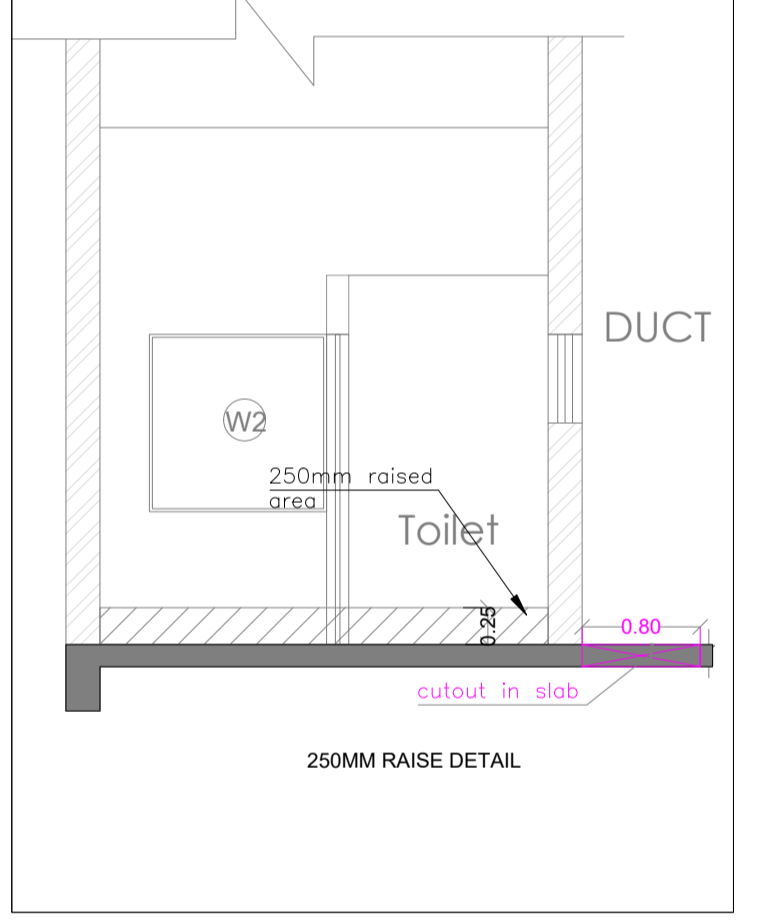 DUCT
W2
250mm raised
area
Toilet
0.25
0.80
cutout in slab
250MM RAISE DETAIL